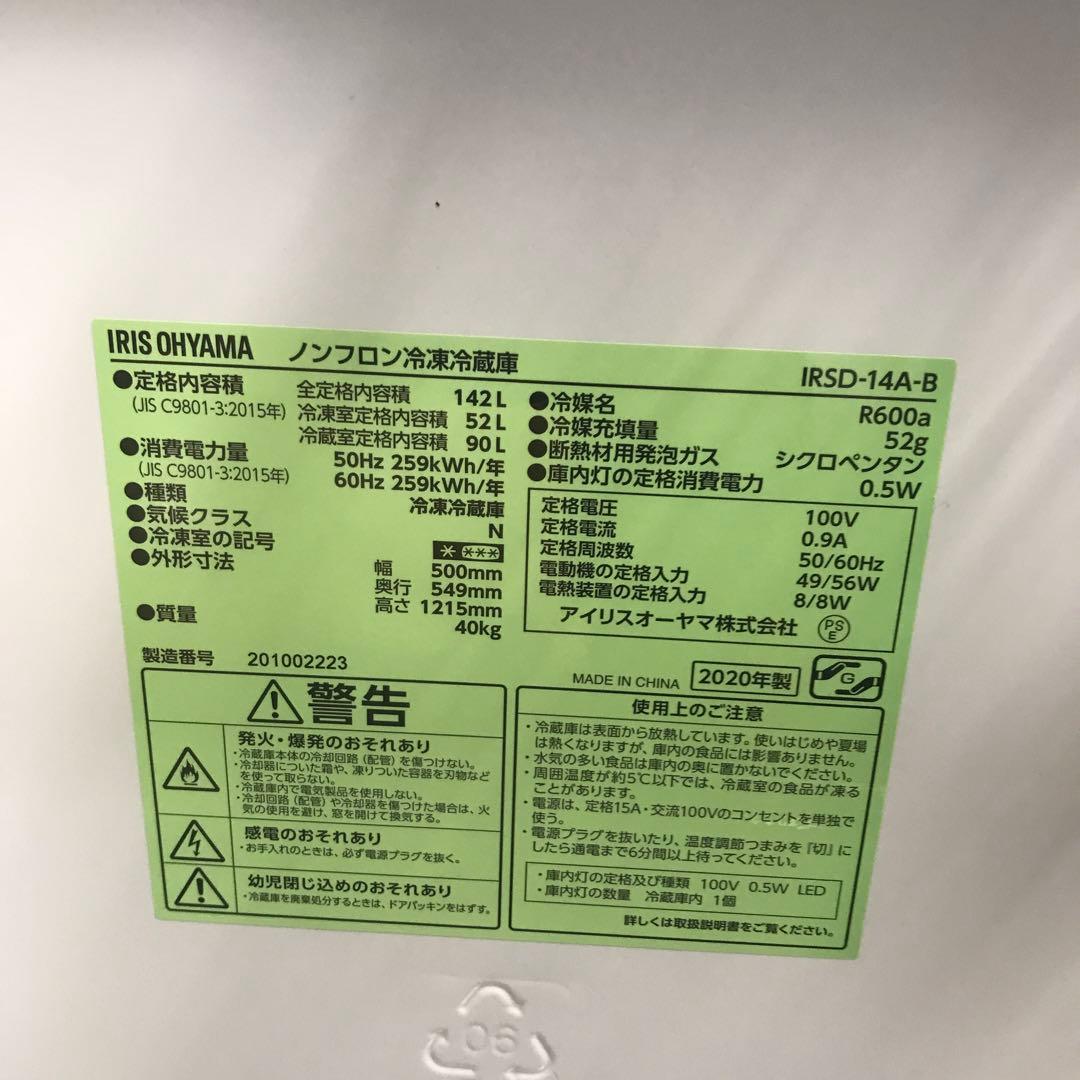 IRIS OHYAMA ノンフロン冷凍冷蔵庫
IRSD-14A-B
●定格内容積 全定格内容積 142 L
(JIS C9801-3:2015年) 冷凍室定格内容積 52 L
冷蔵室定格内容積 90 L
●消費電力量 50Hz 259kWh/年
(JIS C9801-3:2015年) 60Hz 259kWh/年
●種類 冷凍冷蔵庫
●気候クラス N
●冷凍室の記号
●外形寸法 幅 500mm
奥行 549mm
高さ 1215mm
●質量 40kg
製造番号 201002223
●冷媒名 R600a
●冷媒充填量 52g
●断熱材用発泡ガス シクロペンタン
●庫内灯の定格消費電力 0.5W
定格電圧 100V
定格電流 0.9A
定格周波数 50/60Hz
電動機の定格入力 49/56W
電熱装置の定格入力 8/8W
アイリスオーヤマ株式会社 PSE
MADE IN CHINA 2020年製 G
警告
発火・爆発のおそれあり
・冷蔵庫本体の冷却回路(配管)を傷つけない。
・冷却器についた霜や、凍りついた容器を刃物など
を使って取らない。
・冷蔵庫内で電気製品を使用しない。
・冷却回路(配管)や冷却器を傷つけた場合は、火
気の使用を避け、窓を開けて換気する。
感電のおそれあり
・お手入れのときは、必ず電源プラグを抜く。
幼児閉じ込めのおそれあり
・冷蔵庫を廃棄処分するときは、ドアパッキンをはずす。
使用上のご注意
・冷蔵庫は表面から放熱しています。使いはじめや夏場
は熱くなりますが、庫内の食品には影響ありません。
・水気の多い食品は庫内の奥に置かないでください。
・周囲温度が約5℃以下では、冷蔵室の食品が凍る
ことがあります。
・電源は、定格15A・交流100Vのコンセントを単独で
使う。
・電源プラグを抜いたり、温度調節つまみを『切』に
したら通電まで6分間以上待ってください。
・庫内灯の定格及び種類 100V 0.5W LED
・庫内灯の数量 冷蔵庫内 1個
詳しくは取扱説明書をご覧ください。
06